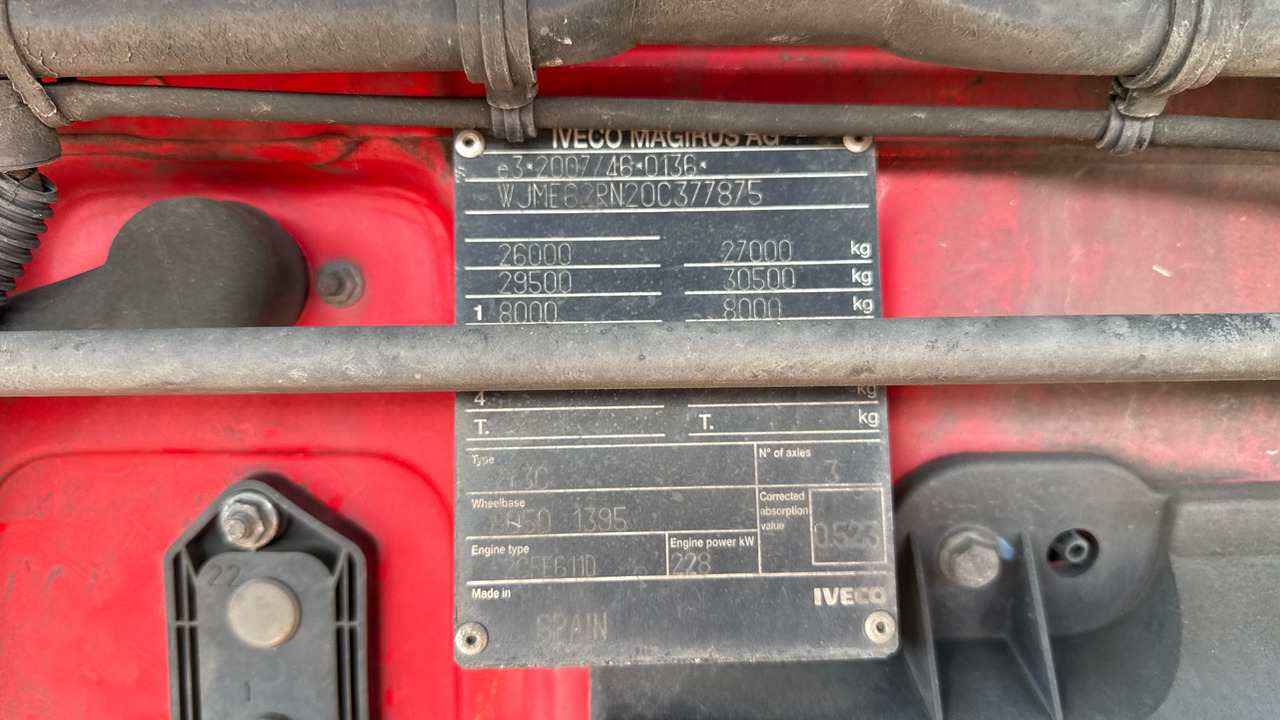 IVECO MAGIRUS AG
e3*2007/46*0136*
WJME62RN20C377875
26000 27000 kg
29500 30500 kg
1 8000 8000 kg
4 kg
T. T. kg
Type N° of axles
3
Wheelbase Corrected absorption value
1395 0.523
Engine type Engine power kW
228
Made in IVECO
SPAIN
22
1